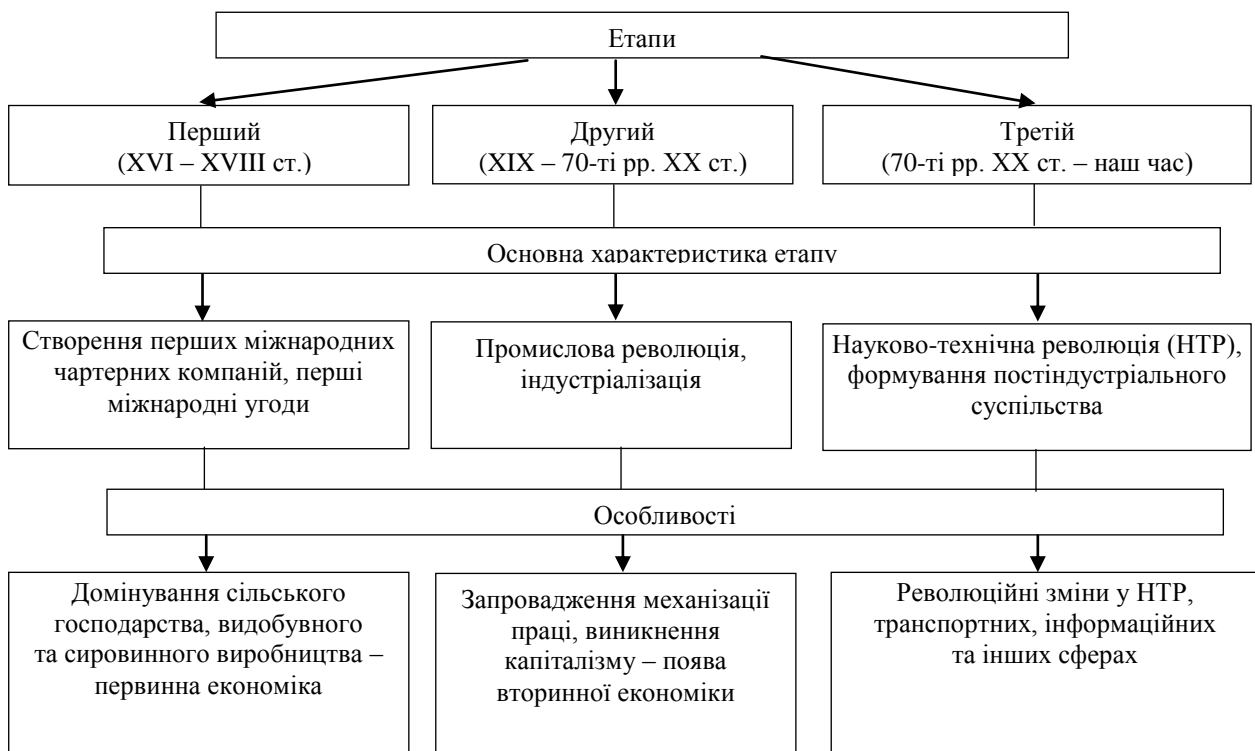 Етапи
Перший
(XVI – XVIII ст.)
Другий
(XIX – 70-ті рр. XX ст.)
Третій
(70-ті рр. XX ст. – наш час)
Основна характеристика етапу
Створення перших міжнародних
чартерних компаній, перші
міжнародні угоди
Промислова революція,
індустріалізація
Науково-технічна революція (НТР),
формування постіндустріального
суспільства
Особливості
Домінування сільського
господарства, видобувного
та сировинного виробництва –
первинна економіка
Запровадження механізації
праці, виникнення
капіталізму – поява
вторинної економіки
Революційні зміни у НТР,
транспортних, інформаційних
та інших сферах